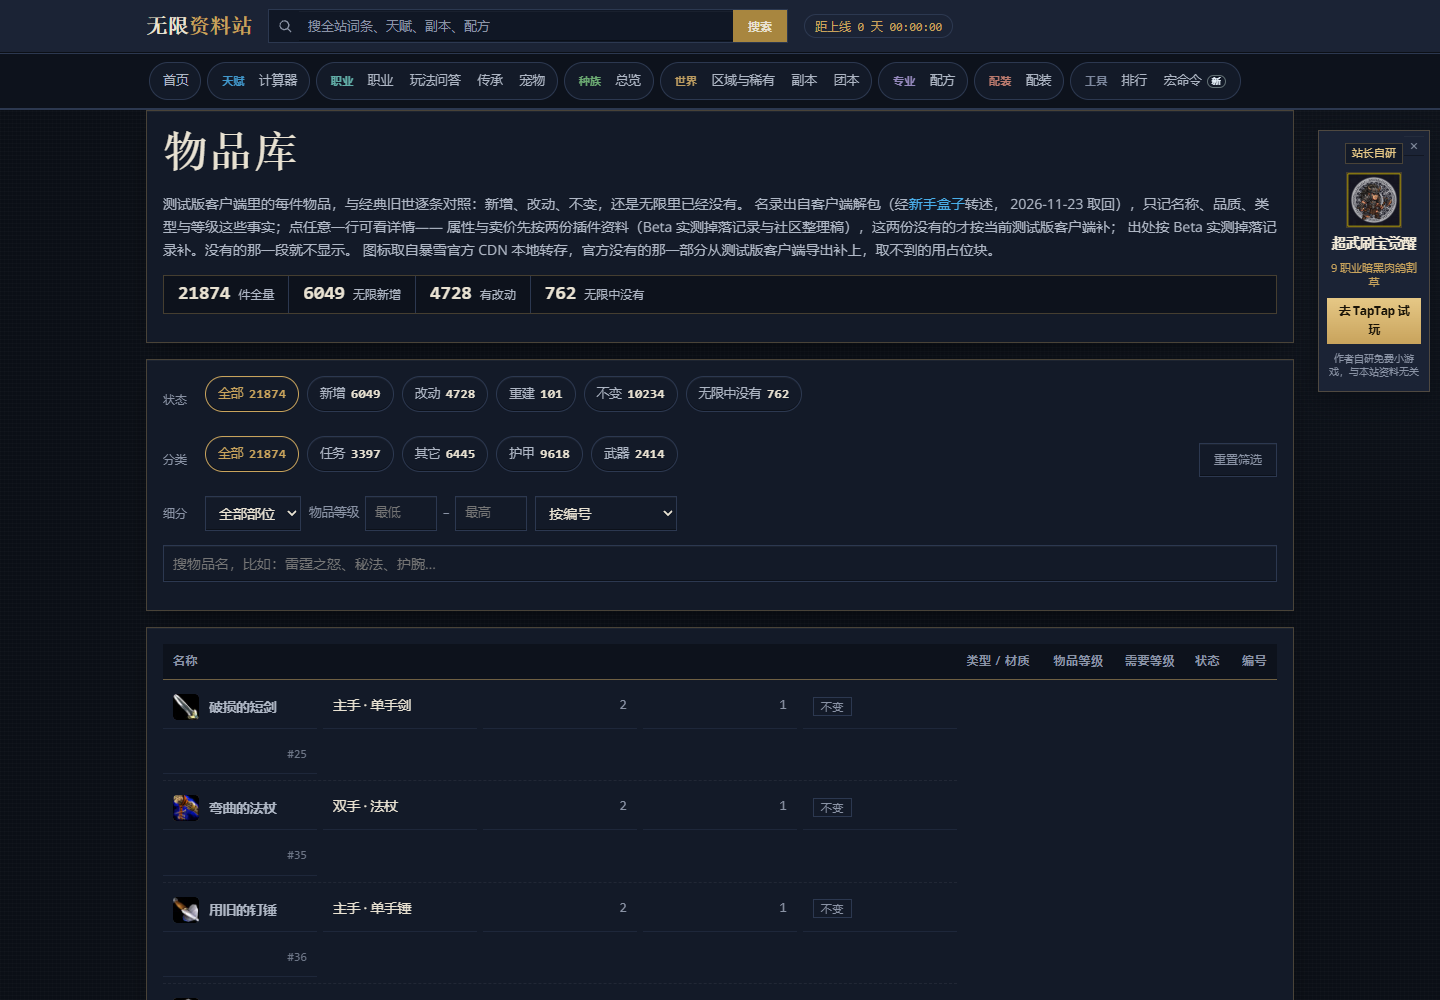 无限资料站
搜全站词条、天赋、副本、配方
搜索
距上线 0 天 00:00:00
首页
天赋 计算器
职业 职业 玩法问答 传承 宠物
种族 总览
世界 区域与稀有 副本 团本
专业 配方
配装 配装
工具 排行 宏命令 新
物品库
测试版客户端里的每件物品，与经典旧世逐条对照：新增、改动、不变，还是无限里已经没有。 名录出自客户端解包（经新手盒子转述， 2026-11-23 取回），只记名称、品质、类
型与等级这些事实；点任意一行可看详情—— 属性与卖价先按两份插件资料（Beta 实测掉落记录与社区整理稿），这两份没有的才按当前测试版客户端补； 出处按 Beta 实测掉落记
录补。没有的那一段就不显示。 图标取自暴雪官方 CDN 本地转存，官方没有的那一部分从测试版客户端导出补上，取不到的用占位块。
21874 件全量
6049 无限新增
4728 有改动
762 无限中没有
站长自研
×
超武刷宝觉醒
9 职业暗黑肉鸽割
草
去 TapTap 试
玩
作者自研免费小游
戏，与本站资料无关
状态
全部 21874
新增 6049
改动 4728
重建 101
不变 10234
无限中没有 762
分类
全部 21874
任务 3397
其它 6445
护甲 9618
武器 2414
重置筛选
细分
全部部位
物品等级
最低
–
最高
按编号
搜物品名，比如：雷霆之怒、秘法、护腕…
名称 类型 / 材质 物品等级 需要等级 状态 编号
破损的短剑 主手 · 单手剑 2 1 不变
#25
弯曲的法杖 双手 · 法杖 2 1 不变
#35
用旧的钉锤 主手 · 单手锤 2 1 不变
#36